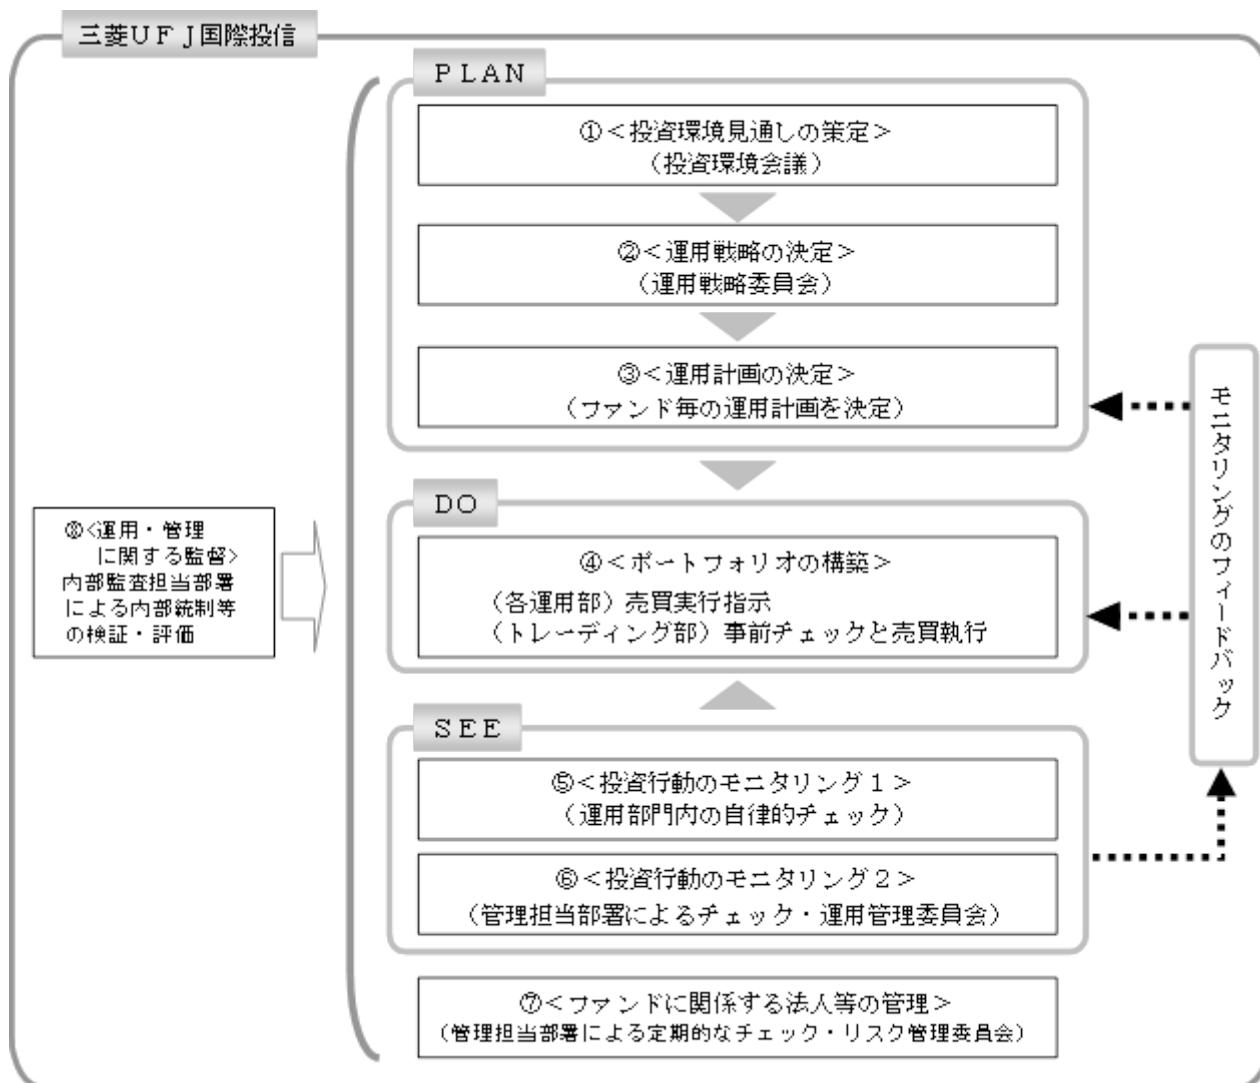 三菱ＵＦＪ国際投信
ＰＬＡＮ
①＜投資環境見通しの策定＞
（投資環境会議）
②＜運用戦略の決定＞
（運用戦略委員会）
③＜運用計画の決定＞
（ファンド毎の運用計画を決定）
ＤＯ
④＜ポートフォリオの構築＞
（各運用部）売買実行指示
（トレーディング部）事前チェックと売買執行
ＳＥＥ
⑤＜投資行動のモニタリング１＞
（運用部門内の自律的チェック）
⑥＜投資行動のモニタリング２＞
（管理担当部署によるチェック・運用管理委員会）
⑦＜ファンドに関係する法人等の管理＞
（管理担当部署による定期的なチェック・リスク管理委員会）
⑧＜運用・管理
に関する監督＞
内部監査担当部署
による内部統制等
の検証・評価
モニタリングのフィードバック